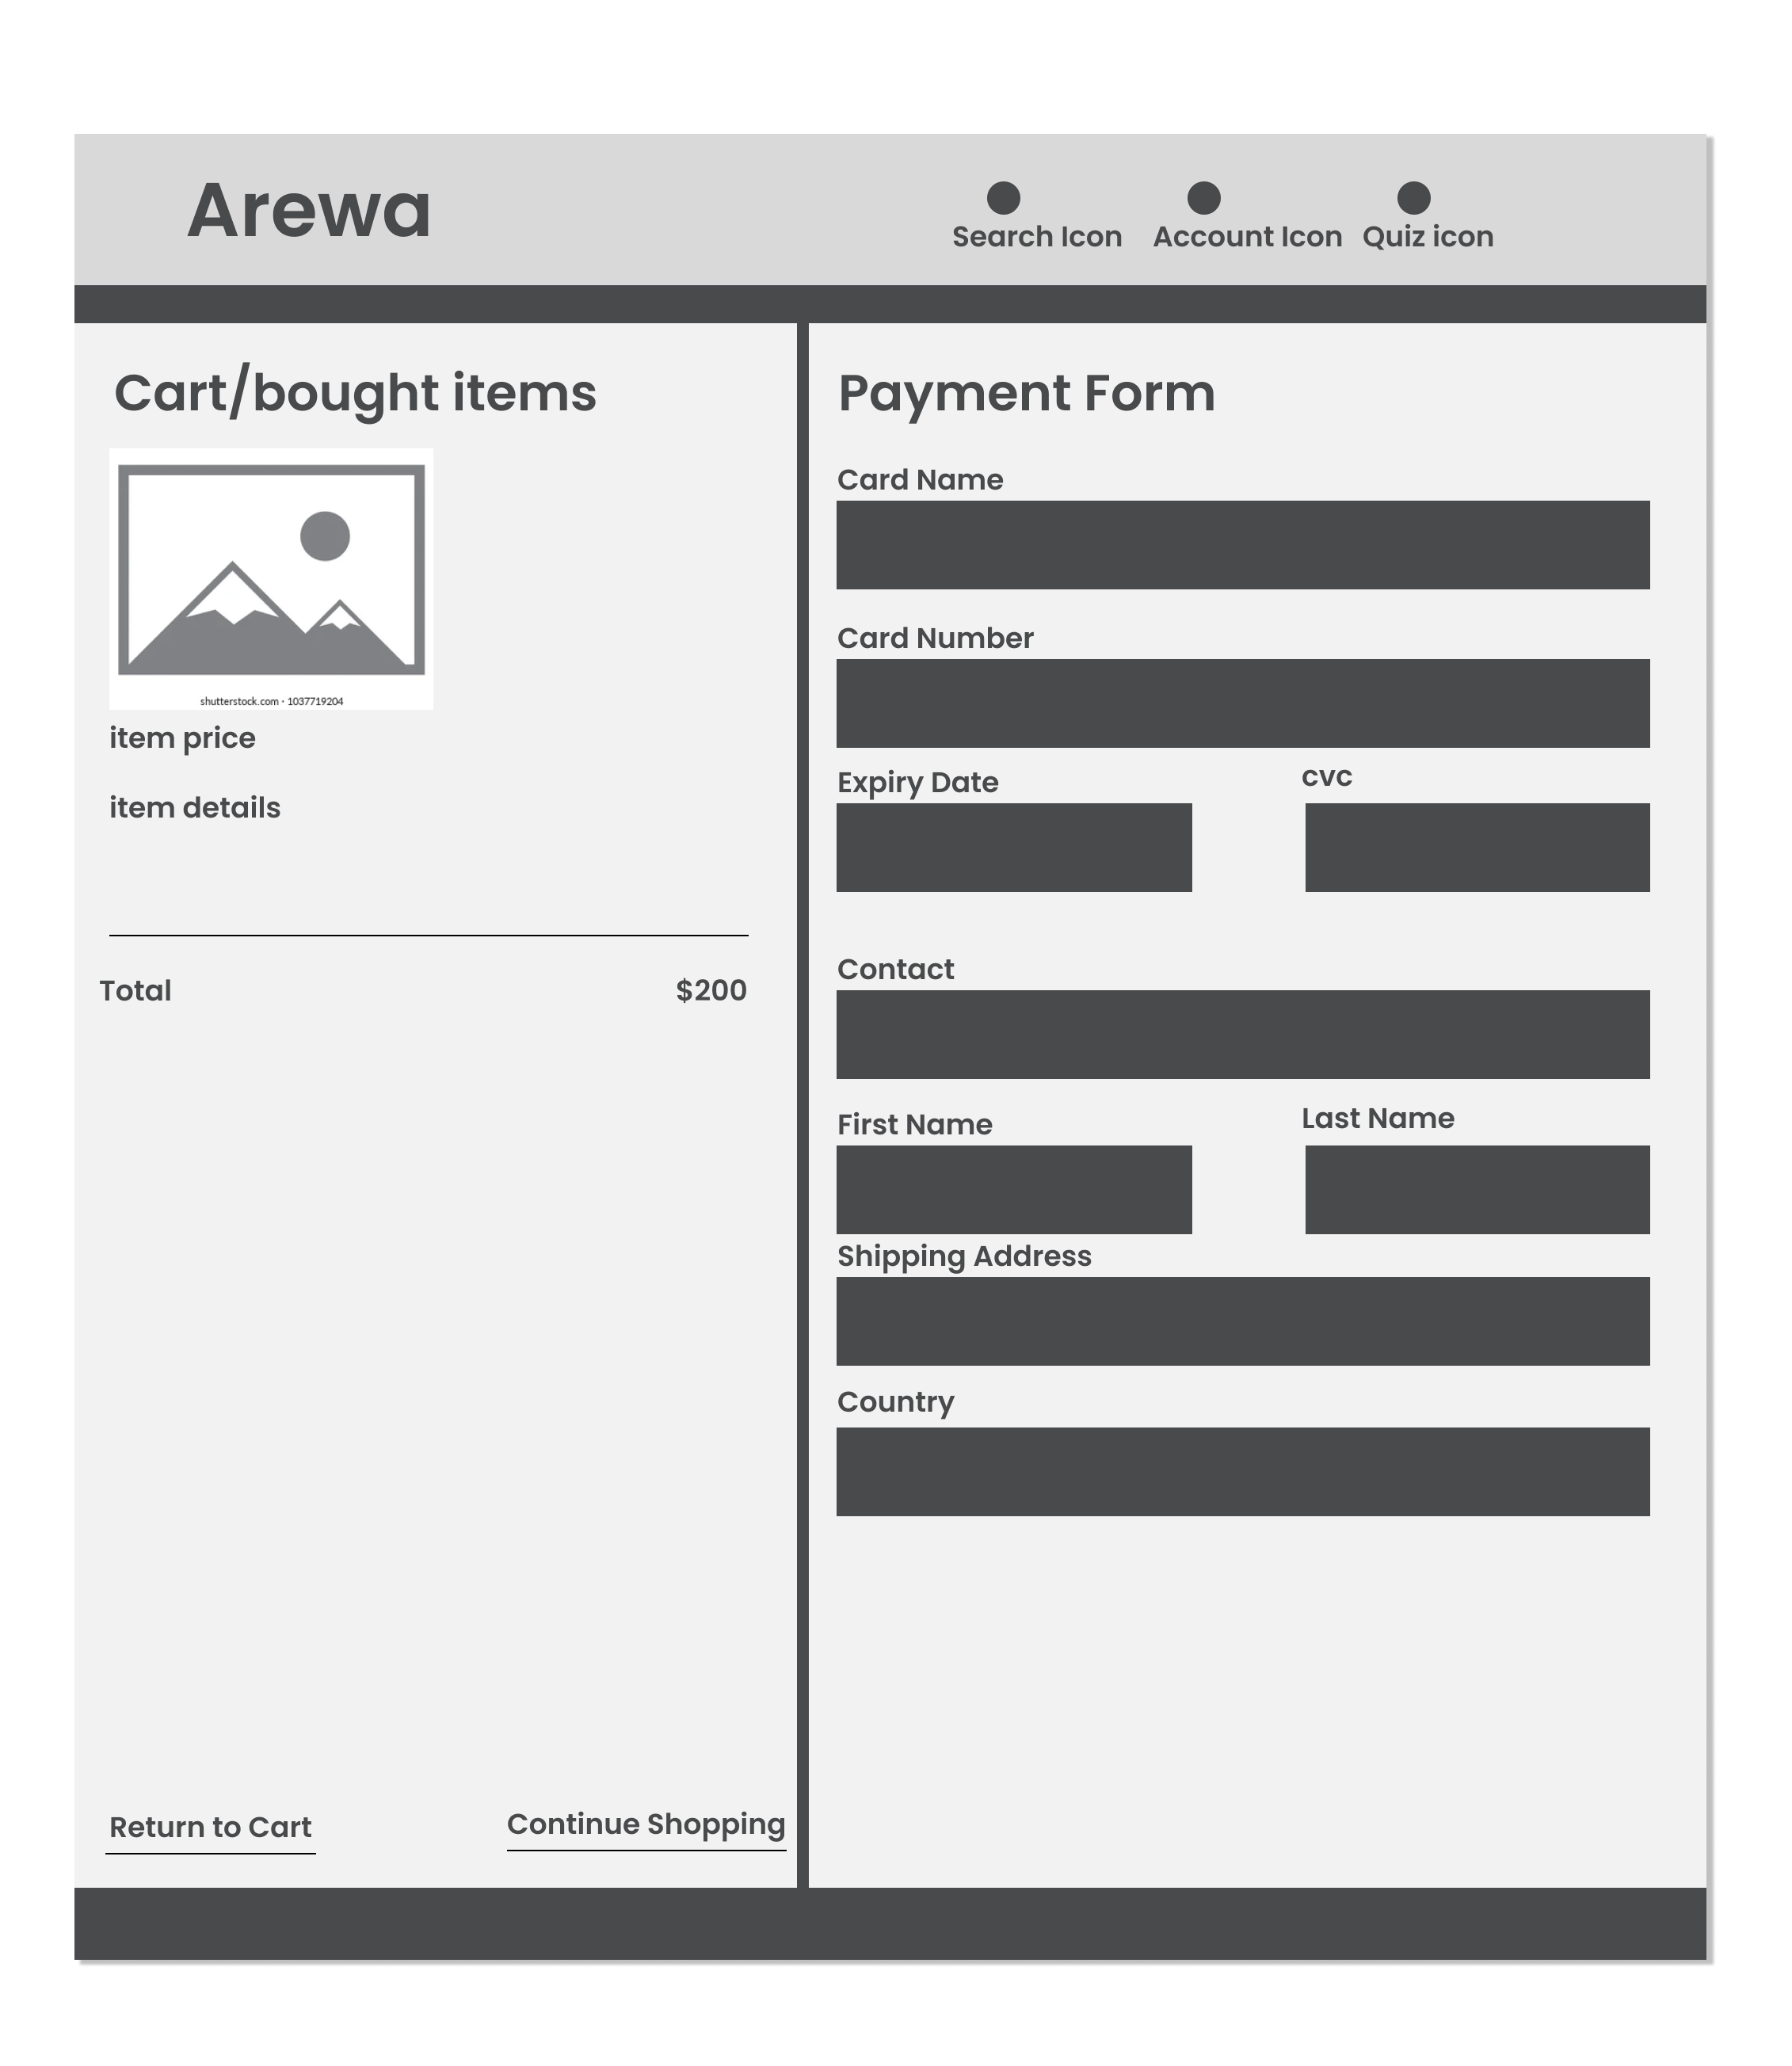 Arewa
Search Icon
Account Icon
Quiz icon
Cart/bought items
shutterstock.com · 1037719204
item price
item details
Total
$200
Return to Cart
Continue Shopping
Payment Form
Card Name
Card Number
Expiry Date
cvc
Contact
First Name
Last Name
Shipping Address
Country